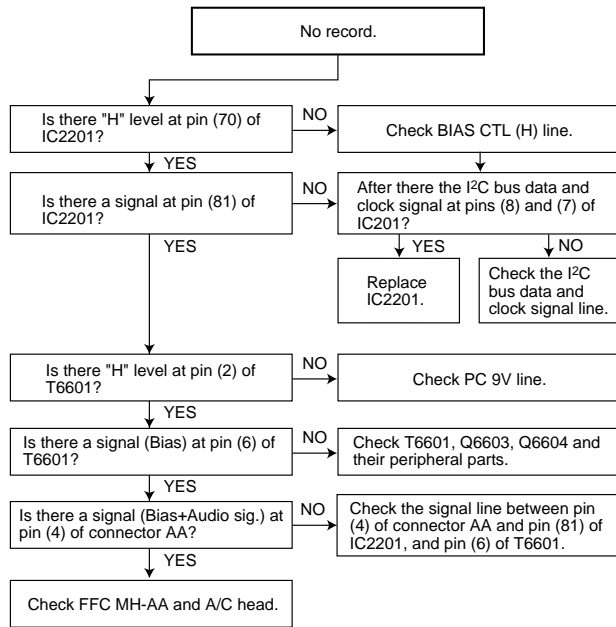 No record.
Is there "H" level at pin (70) of
IC2201?
NO
Check BIAS CTL (H) line.
YES
Is there a signal at pin (81) of
IC2201?
NO
After there the I²C bus data and
clock signal at pins (8) and (7) of
IC201?
YES
YES
NO
Replace
IC2201.
Check the I²C
bus data and
clock signal line.
Is there "H" level at pin (2) of
T6601?
NO
Check PC 9V line.
YES
Is there a signal (Bias) at pin (6) of
T6601?
NO
Check T6601, Q6603, Q6604 and
their peripheral parts.
YES
Is there a signal (Bias+Audio sig.) at
pin (4) of connector AA?
NO
Check the signal line between pin
(4) of connector AA and pin (81) of
IC2201, and pin (6) of T6601.
YES
Check FFC MH-AA and A/C head.